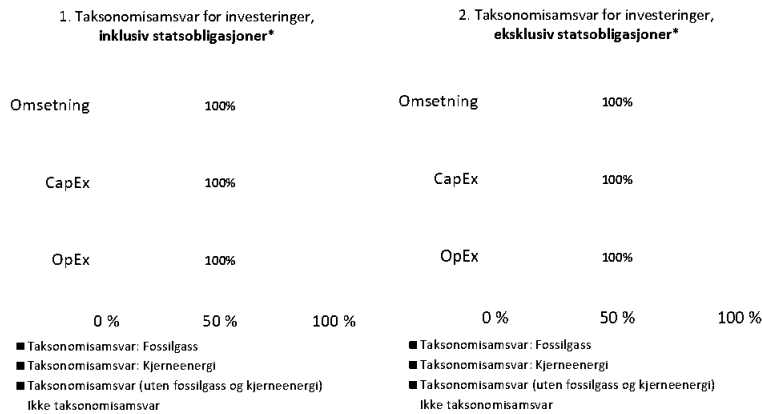 1. Taksonomisamsvar for investeringer,
inklusiv statsobligasjoner*
Omsetning 100%
CapEx 100%
OpEx 100%
0 % 50 % 100 %
Taksonomisamsvar: Fossilgass
Taksonomisamsvar: Kjerneenergi
Taksonomisamsvar (uten fossilgass og kjerneenergi)
Ikke taksonomisamsvar
2. Taksonomisamsvar for investeringer,
eksklusiv statsobligasjoner*
Omsetning 100%
CapEx 100%
OpEx 100%
0 % 50 % 100 %
Taksonomisamsvar: Fossilgass
Taksonomisamsvar: Kjerneenergi
Taksonomisamsvar (uten fossilgass og kjerneenergi)
Ikke taksonomisamsvar